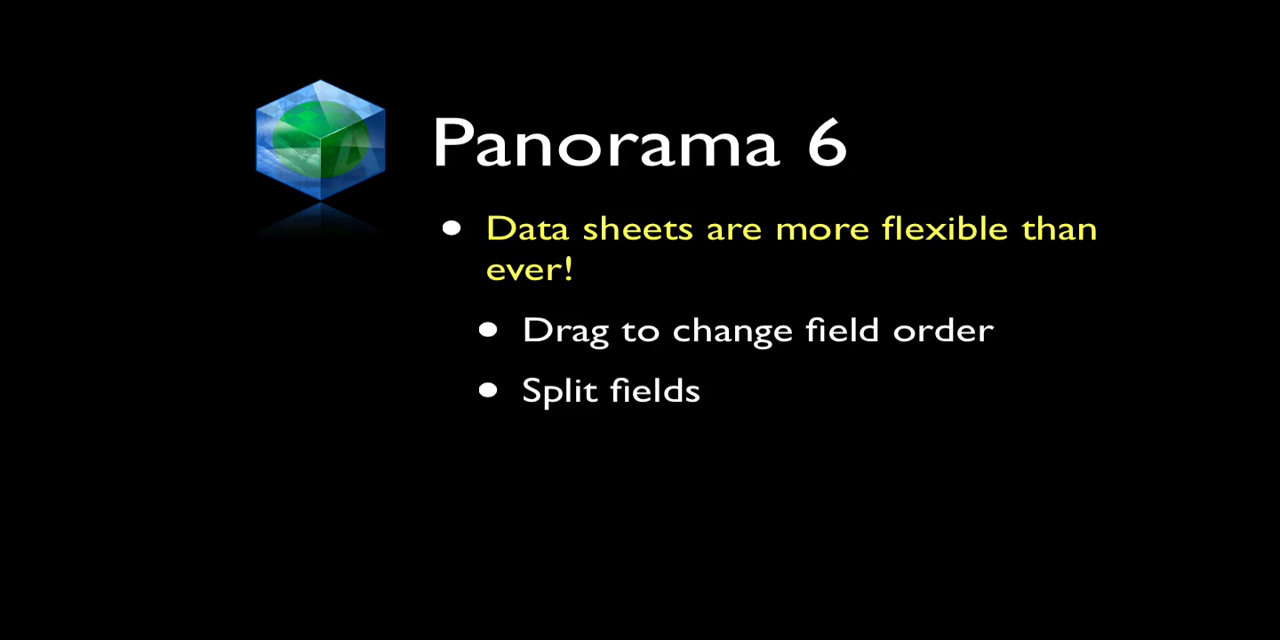 Panorama 6
• Data sheets are more flexible than
ever!
• Drag to change field order
• Split fields